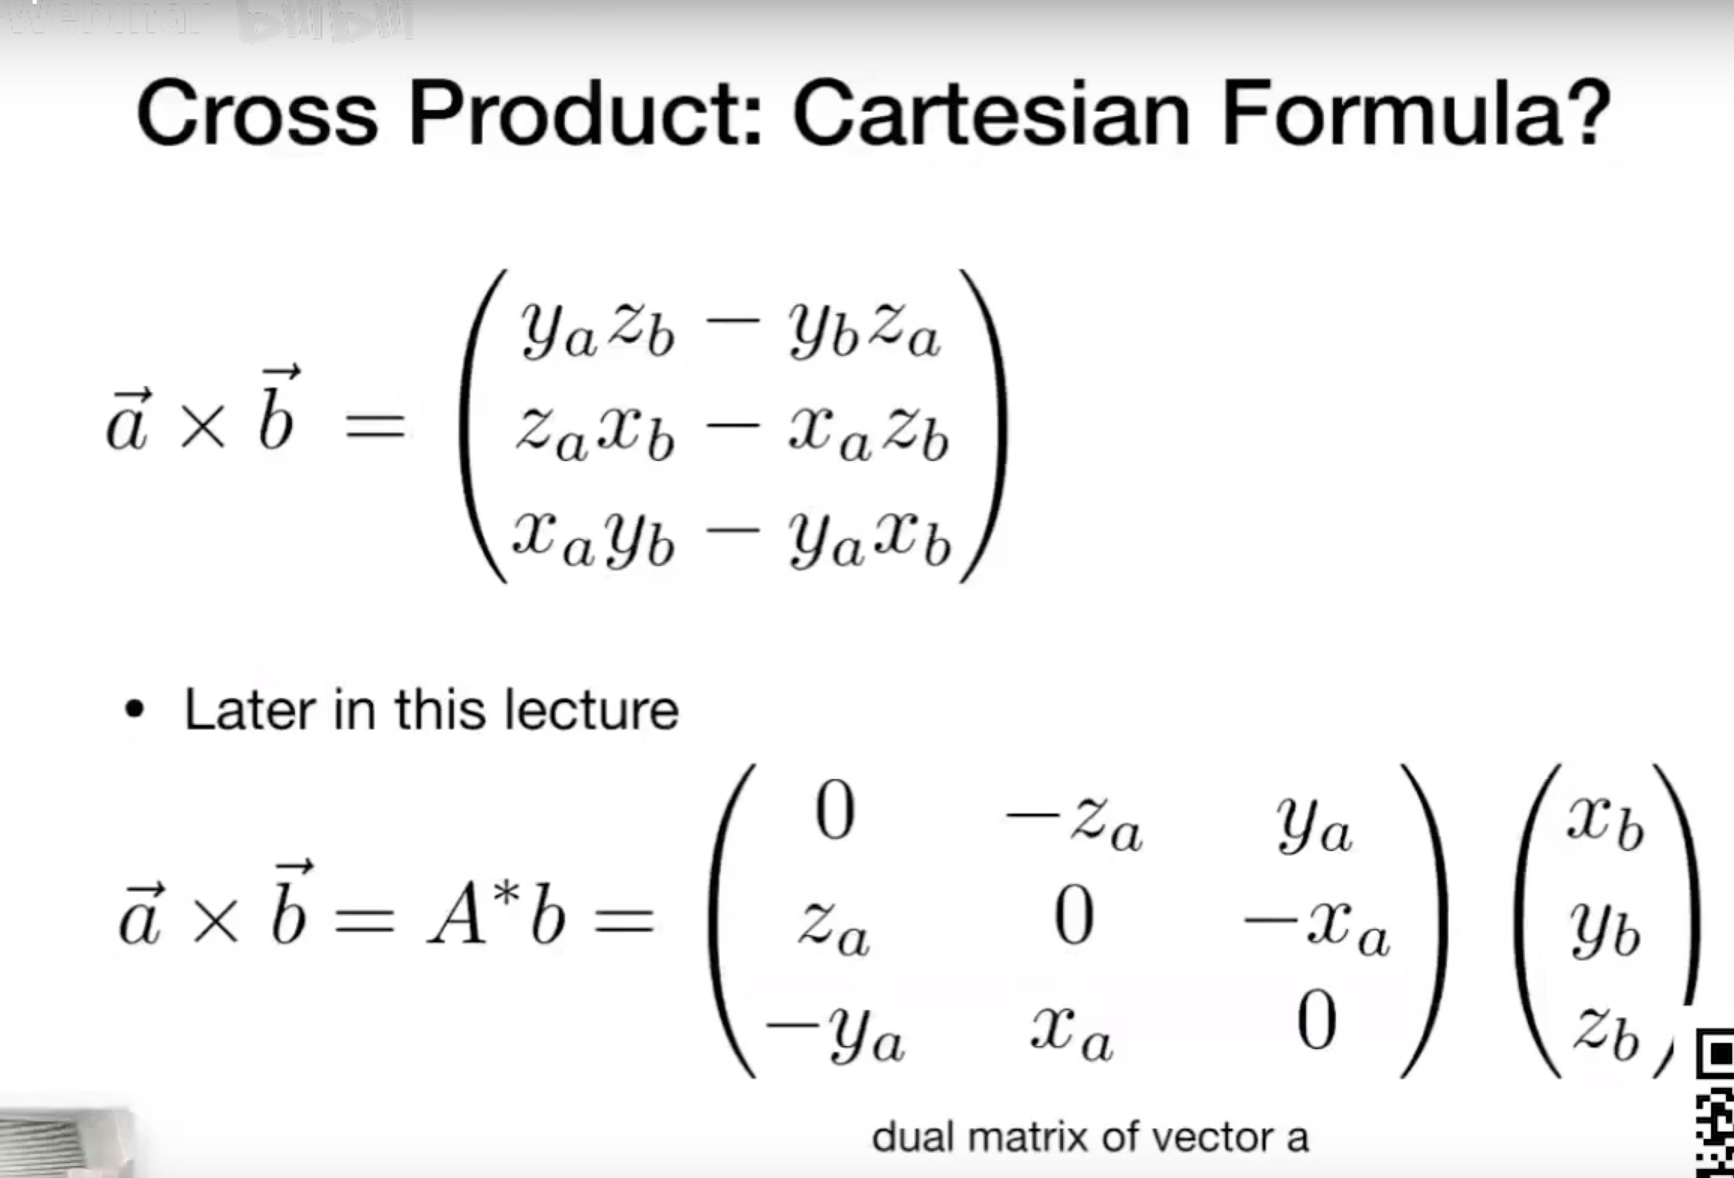 Webinar bilibili
Cross Product: Cartesian Formula?
$\vec{a} \times \vec{b} = \begin{pmatrix} y_a z_b - y_b z_a \\ z_a x_b - x_a z_b \\ x_a y_b - y_a x_b \end{pmatrix}$
• Later in this lecture
$\vec{a} \times \vec{b} = A^* b = \begin{pmatrix} 0 & -z_a & y_a \\ z_a & 0 & -x_a \\ -y_a & x_a & 0 \end{pmatrix} \begin{pmatrix} x_b \\ y_b \\ z_b \end{pmatrix}$
dual matrix of vector a